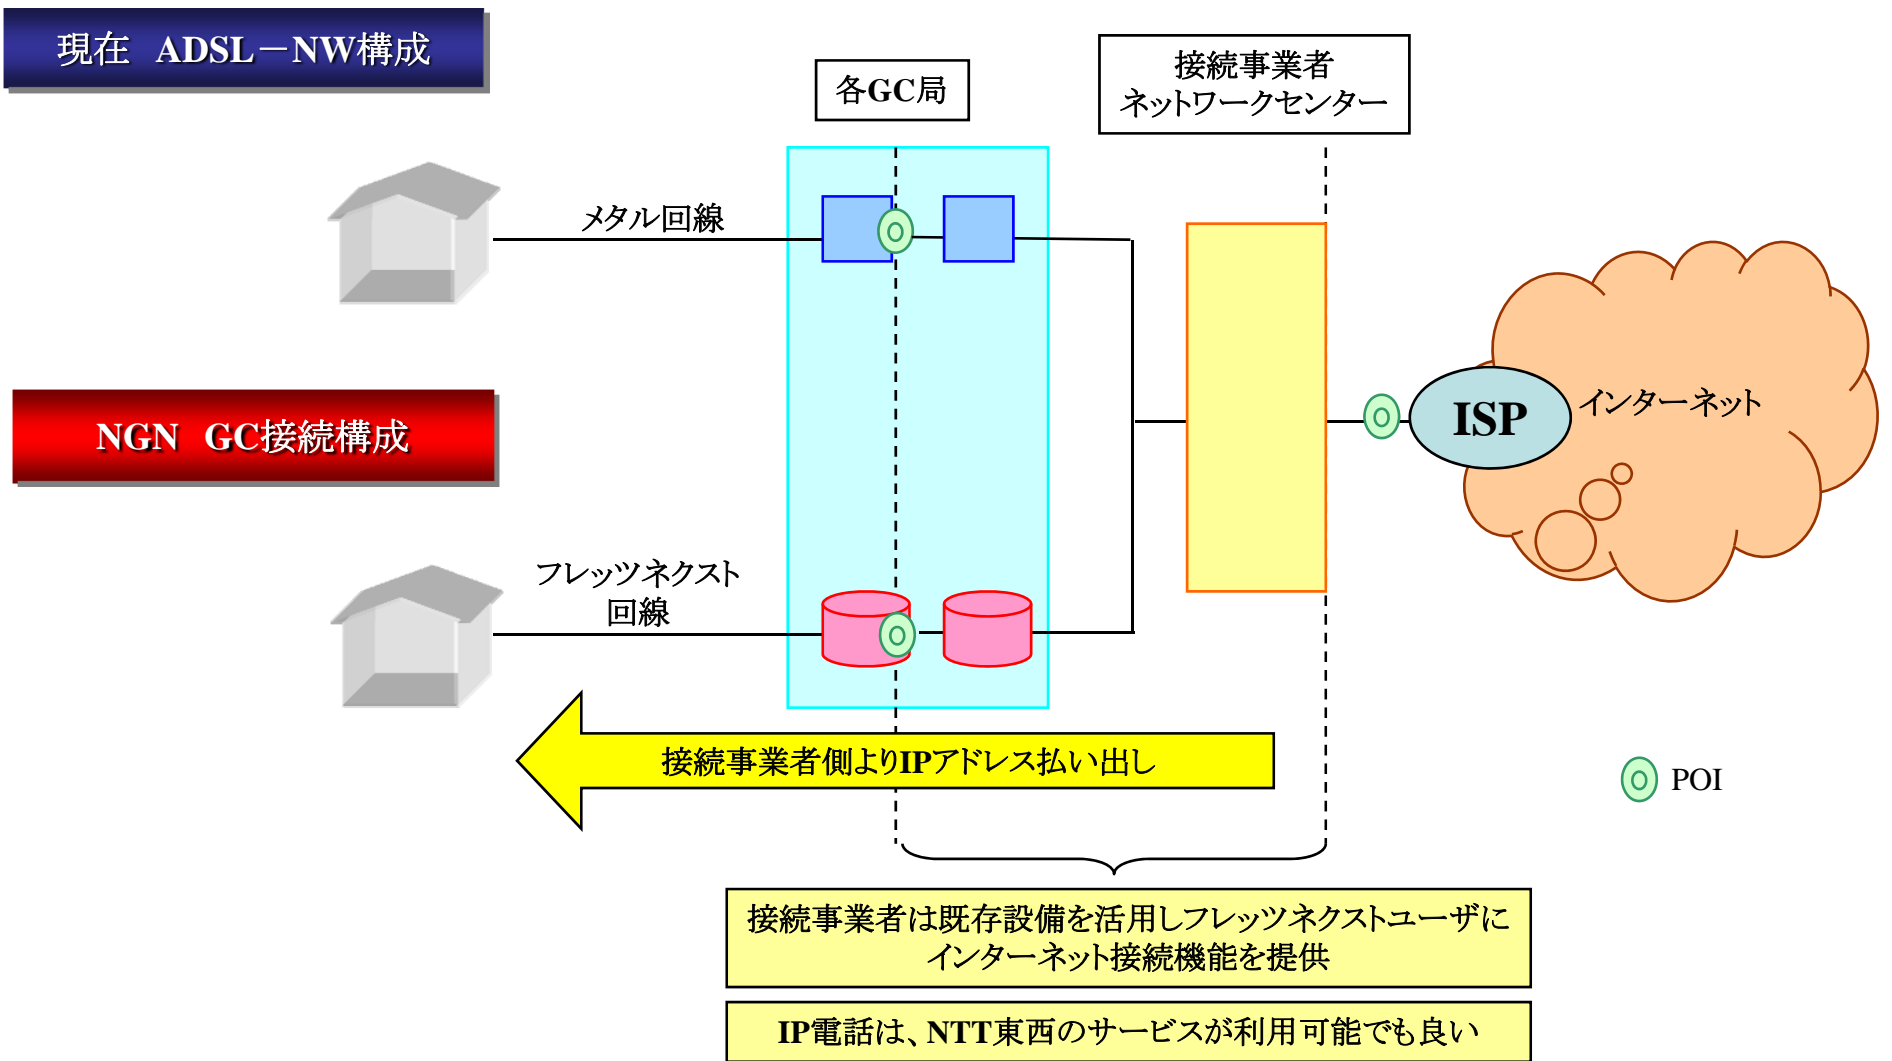 現在　ADSL－NW構成
各GC局
接続事業者
ネットワークセンター
メタル回線
ISP
インターネット
NGN　GC接続構成
フレッツネクスト
回線
接続事業者側よりIPアドレス払い出し
POI
接続事業者は既存設備を活用しフレッツネクストユーザに
インターネット接続機能を提供
IP電話は、NTT東西のサービスが利用可能でも良い